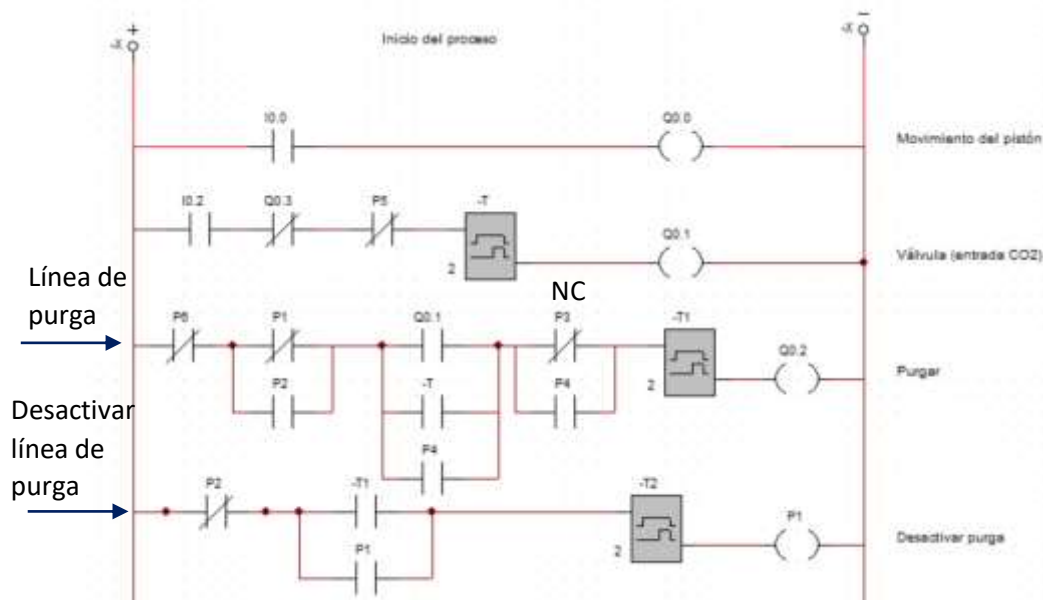 +
-X
Inicio del proceso
−
-X
I0.0
Q0.0
Movimiento del pistón
I0.2
Q0.3
P5
-T
2
Q0.1
Válvula (entrada CO2)
Línea de
purga
NC
P6
P1
Q0.1
P3
-T1
2
Q0.2
Purgar
P2
-T
P4
P4
Desactivar
línea de
purga
P2
-T1
-T2
2
P1
Desactivar purga
P1